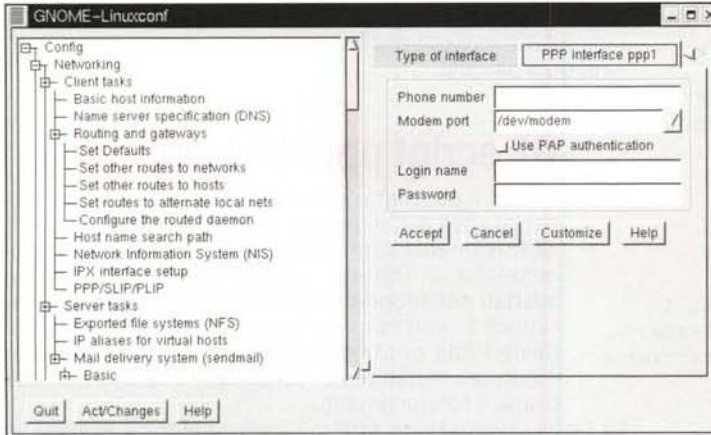 GNOME-Linuxconf
Config
Networking
Client tasks
Basic host information
Name server specification (DNS)
Routing and gateways
Set Defaults
Set other routes to networks
Set other routes to hosts
Set routes to alternate local nets
Configure the routed daemon
Host name search path
Network Information System (NIS)
IPX interface setup
PPP/SLIP/PLIP
Server tasks
Exported file systems (NFS)
IP aliases for virtual hosts
Mail delivery system (sendmail)
Basic
Quit
Act/Changes
Help
Type of interface
PPP interface ppp1
Phone number
Modem port
/dev/modem
Use PAP authentication
Login name
Password
Accept
Cancel
Customize
Help